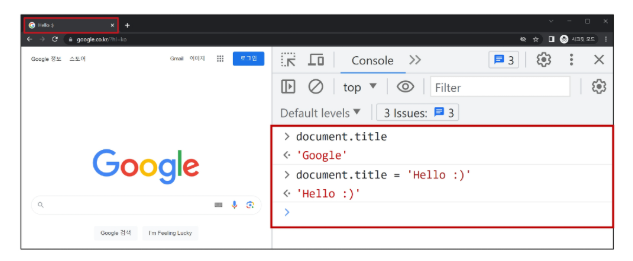 Hello :)
google.co.kr/?hl=ko
Google 정보 스토어
Gmail 이미지
로그인
Google
Google 검색
I'm Feeling Lucky
Console
3
top
Filter
Default levels
3 Issues: 3
> document.title
'Google'
> document.title = 'Hello :)'
'Hello :)'
>